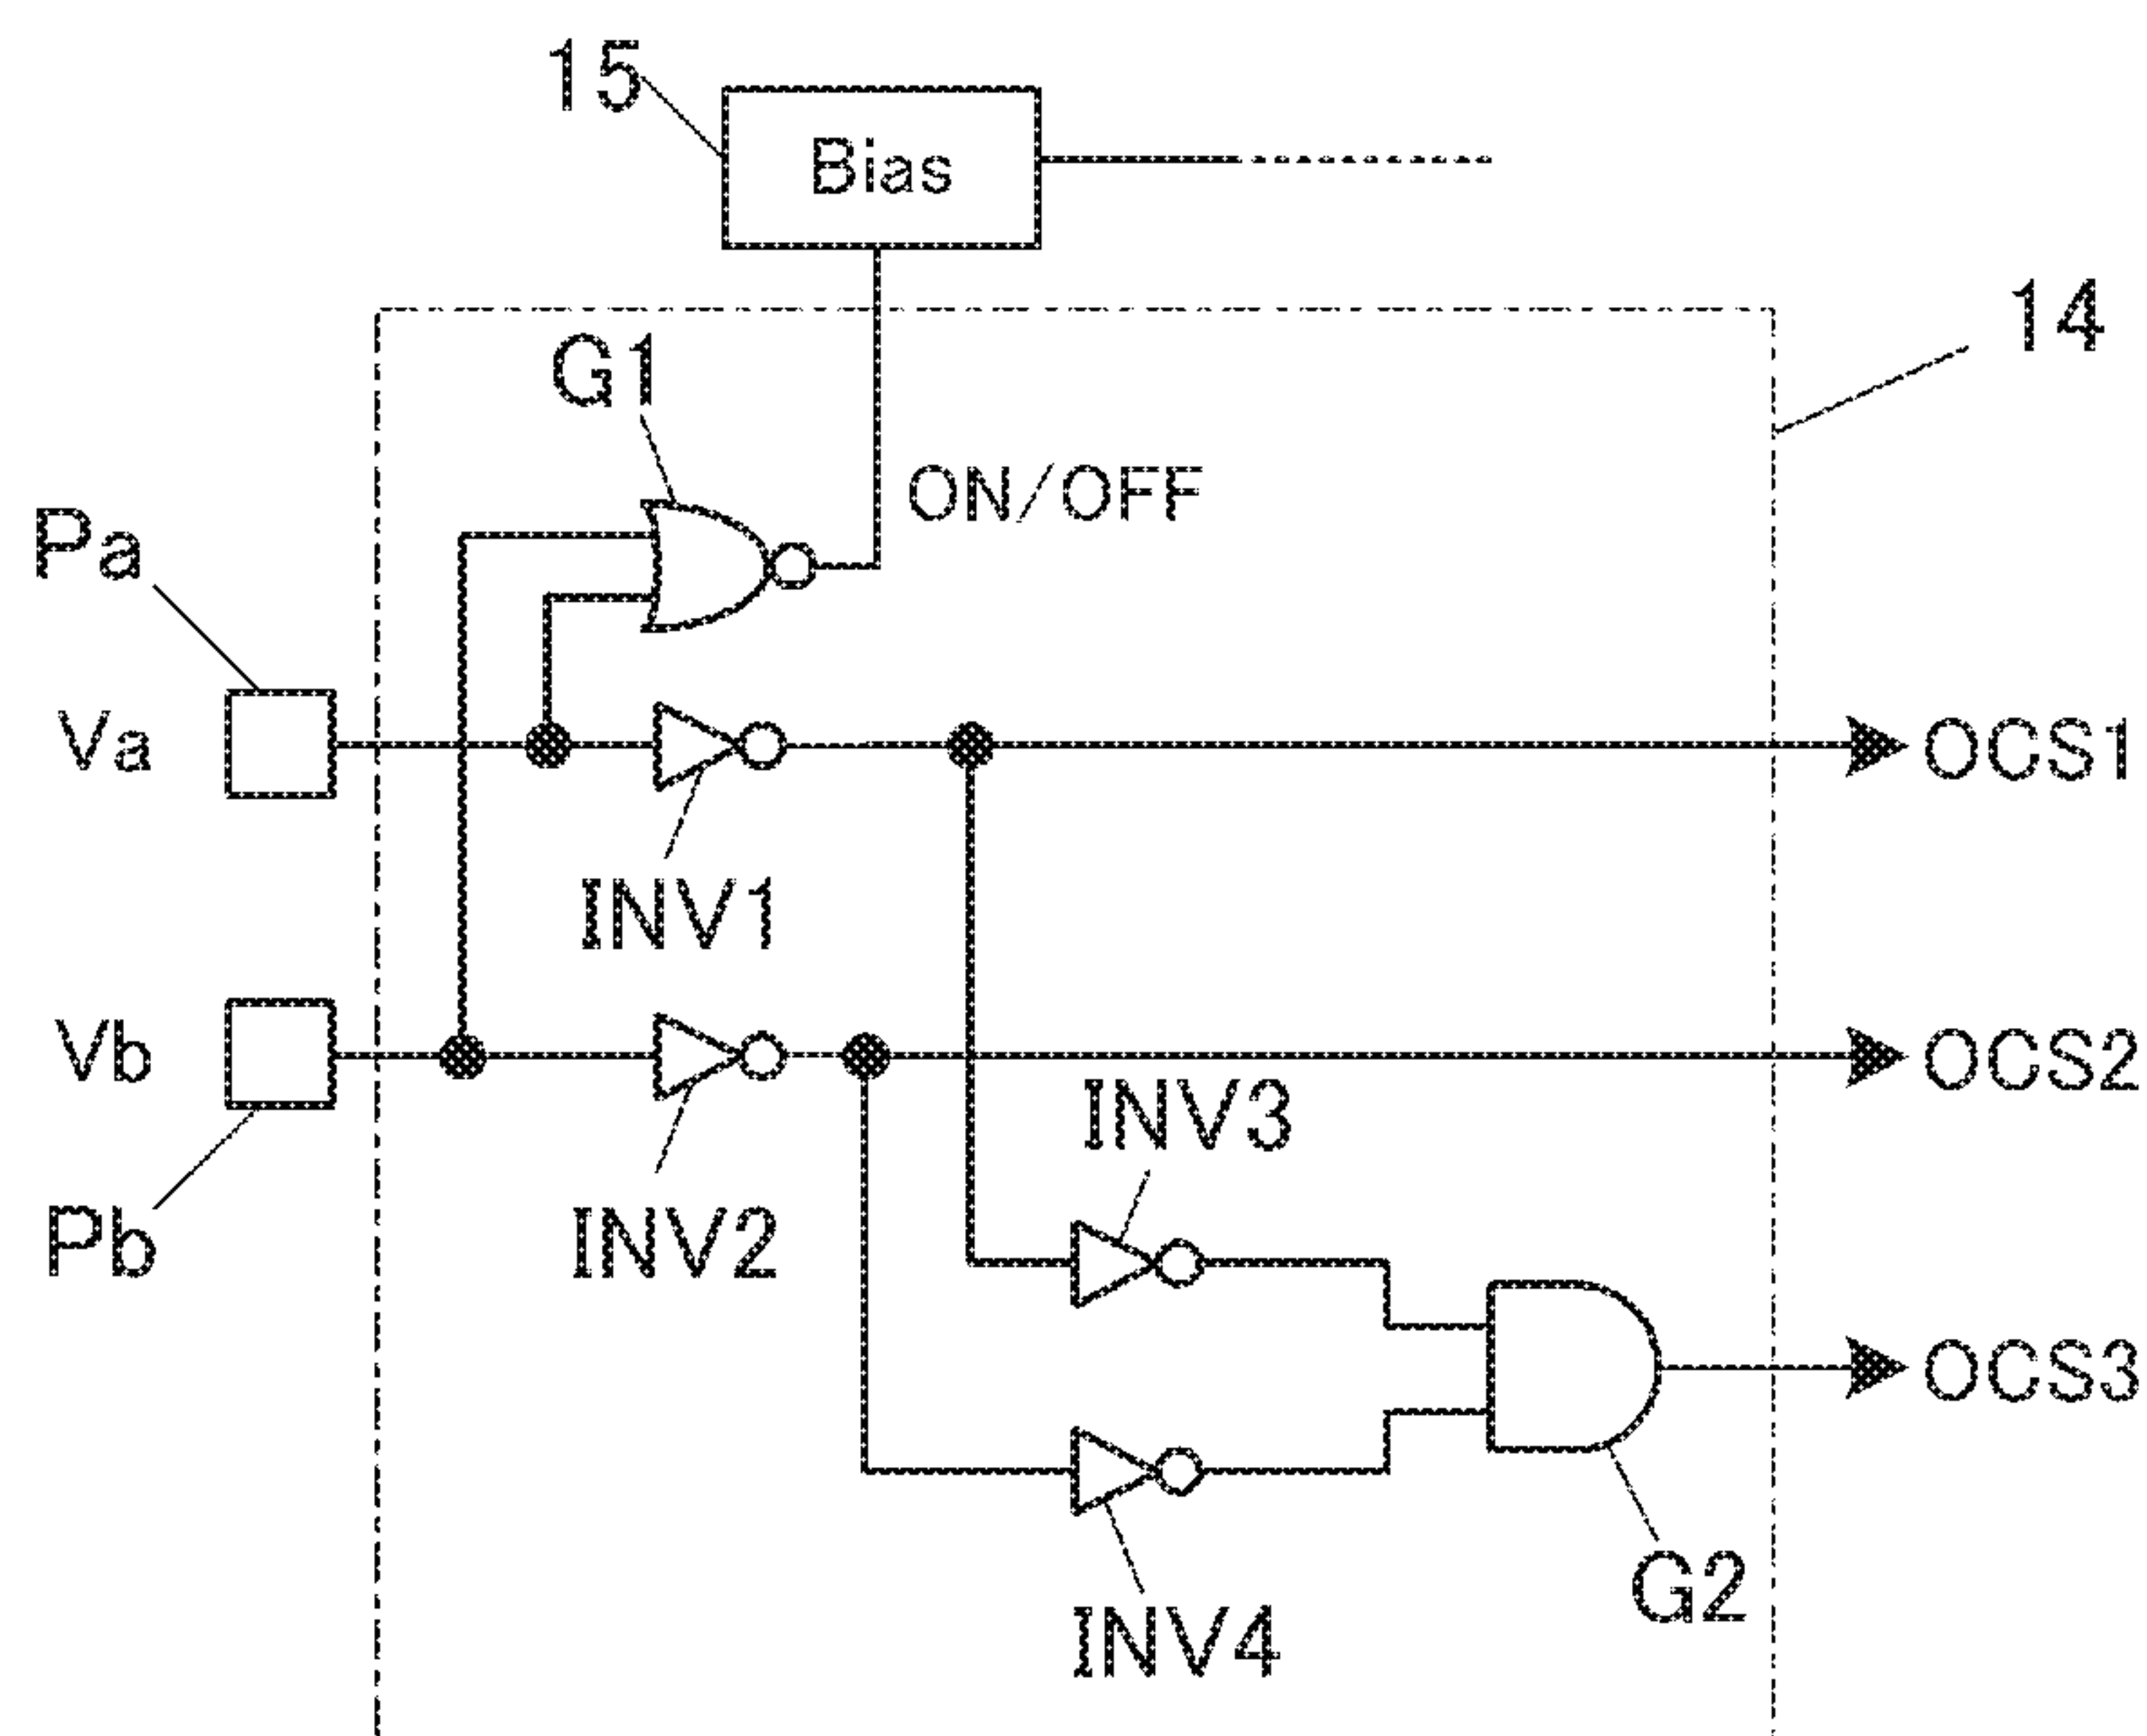 15
Bias
14
G1
ON/OFF
Pa
Va
OCS1
INV1
Vb
OCS2
INV3
Pb
INV2
OCS3
G2
INV4